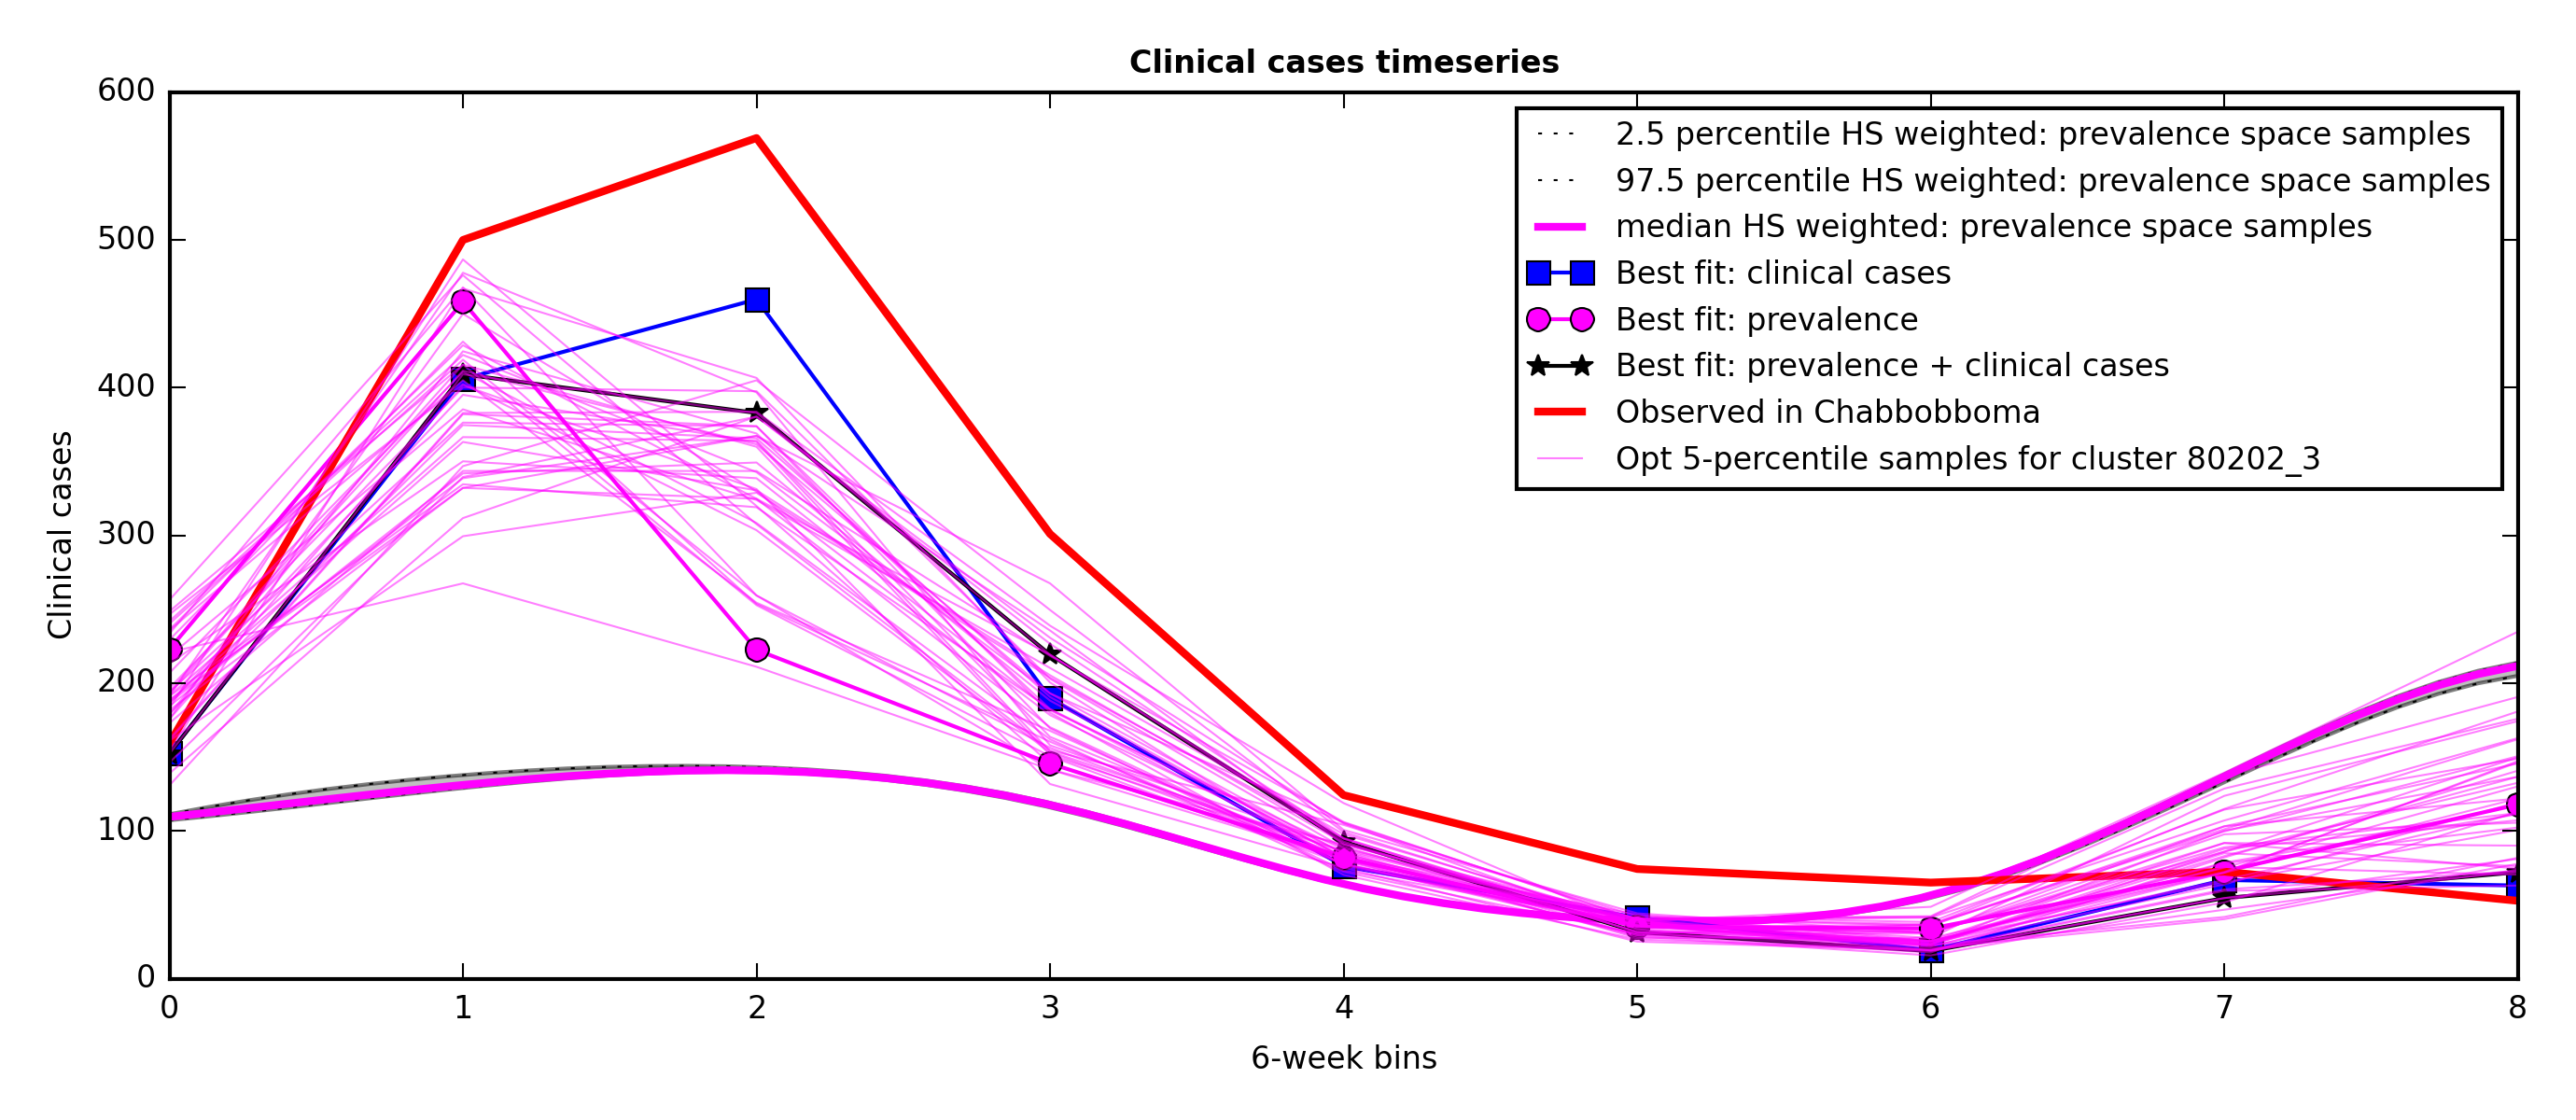 Clinical cases timeseries
600
500
400
300
200
100
0
Clinical cases
2.5 percentile HS weighted: prevalence space samples
97.5 percentile HS weighted: prevalence space samples
median HS weighted: prevalence space samples
Best fit: clinical cases
Best fit: prevalence
Best fit: prevalence + clinical cases
Observed in Chabbobboma
Opt 5-percentile samples for cluster 80202_3
0 1 2 3 4 5 6 7 8
6-week bins